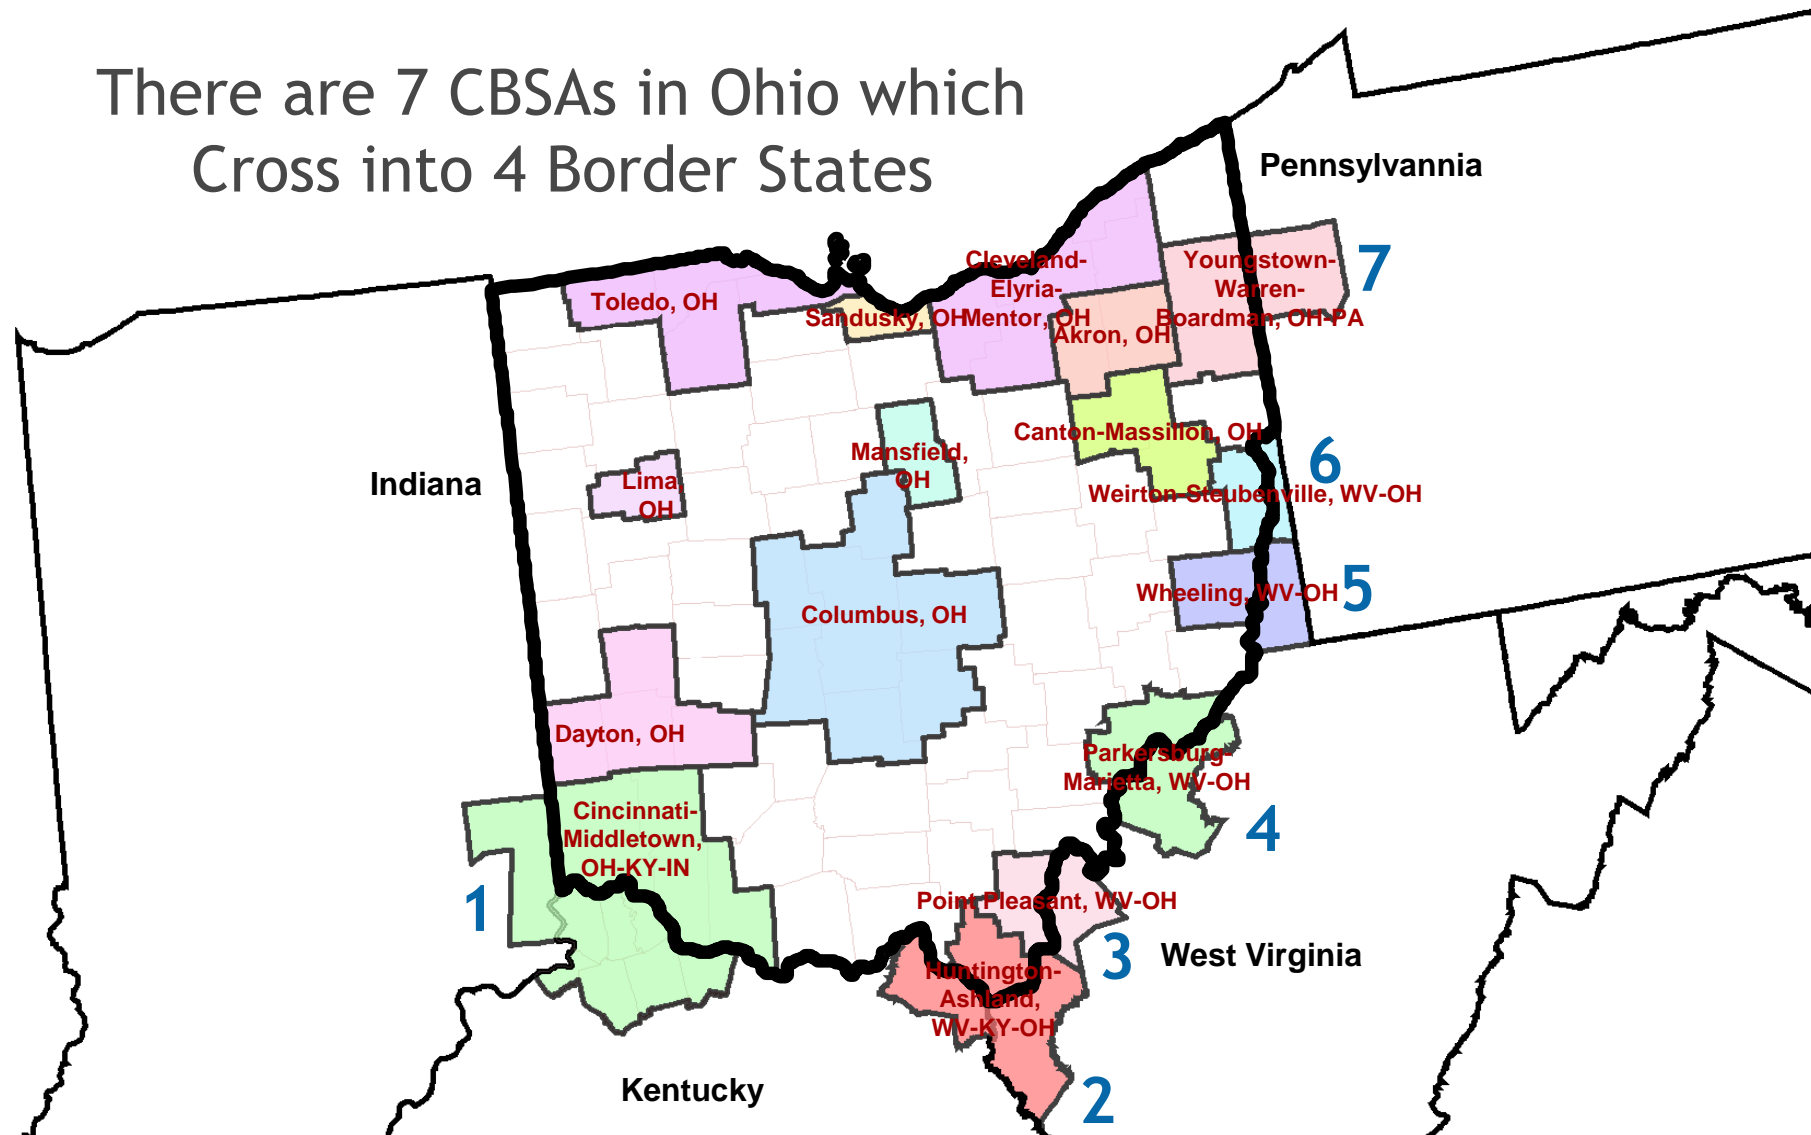 There are 7 CBSAs in Ohio which
Cross into 4 Border States
Pennsylvannia
Cleveland-
Elyria-
Mentor, OH
Youngstown-
Warren-
Boardman, OH-PA
7
Toledo, OH
Sandusky, OH
Akron, OH
Canton-Massillon, OH
Mansfield,
OH
6
Indiana
Lima,
OH
Weirton-Steubenville, WV-OH
Wheeling, WV-OH
5
Columbus, OH
Dayton, OH
Parkersburg-
Marietta, WV-OH
4
Cincinnati-
Middletown,
OH-KY-IN
1
Point Pleasant, WV-OH
3
West Virginia
Huntington-
Ashland,
WV-KY-OH
Kentucky
2